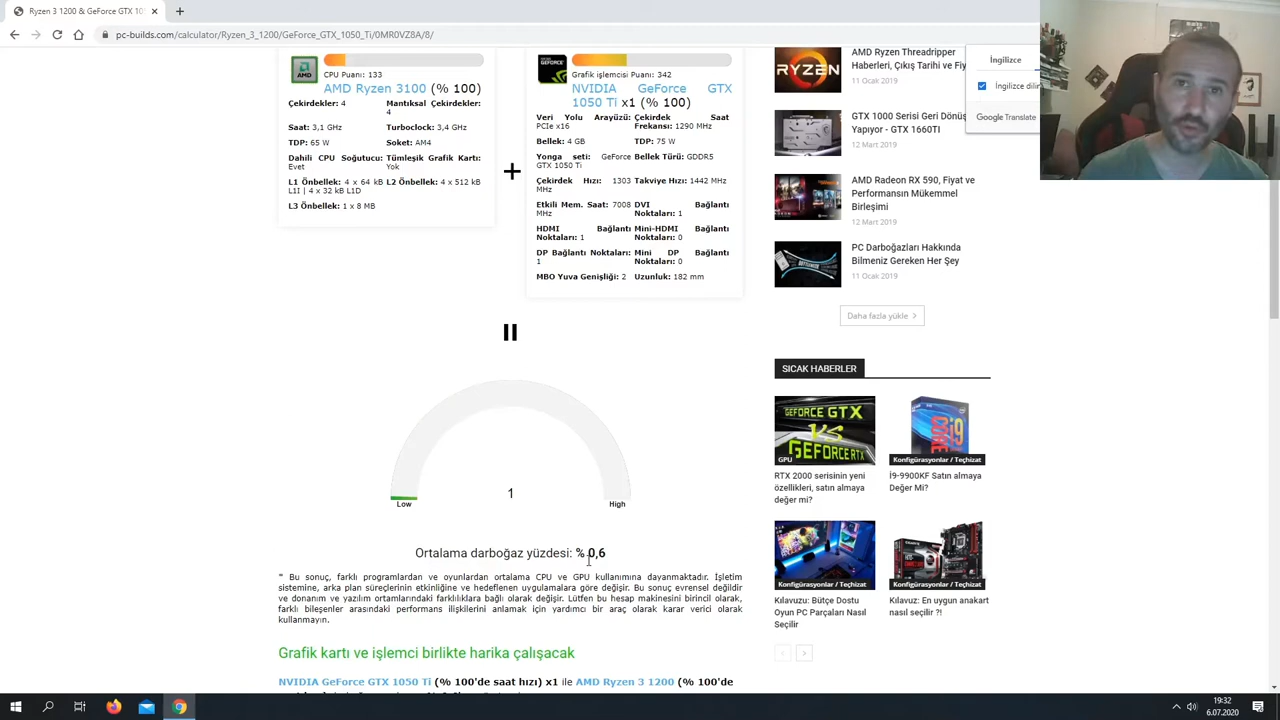 Ryzen 3 1200 & GeForce GTX 105
pc-builds.com/calculator/Ryzen_3_1200/GeForce_GTX_1050_Ti/0MR0VZ8A/8/
AMD
CPU Puanı: 133
AMD Ryzen 3100 (% 100)
Çekirdekler: 4
Mantıksal Çekirdekler: 4
Saat: 3,1 GHz
Turboclock: 3,4 GHz
TDP: 65 W
Soket: AM4
Dahili CPU Soğutucu: Evet
Tümleşik Grafik Kartı: Yok
L1 Önbellek: 4 x 64 kB L1I | 4 x 32 kB L1D
L2 Önbellek: 4 x 512 kB
L3 Önbellek: 1 x 8 MB
+
Grafik işlemcisi Puanı: 342
NVIDIA GeForce GTX
1050 Ti x1 (% 100)
Veri Yolu Arayüzü: PCIe x16
Çekirdek Saat Frekansı: 1290 MHz
Bellek: 4 GB
TDP: 75 W
Yonga seti: GeForce GTX 1050 Ti
Bellek Türü: GDDR5
Çekirdek Hızı: 1303 MHz
Takviye Hızı: 1442 MHz
Etkili Mem. Saat: 7008 MHz
DVI Bağlantı Noktaları: 1
HDMI Bağlantı Noktaları: 1
Mini-HDMI Bağlantı Noktaları: 0
DP Bağlantı Noktaları: 1
Mini DP Bağlantı Noktaları: 0
MBO Yuva Genişliği: 2
Uzunluk: 182 mm
1
Low
High
Ortalama darboğaz yüzdesi: % 0,6
* Bu sonuç, farklı programlardan ve oyunlardan ortalama CPU ve GPU kullanımına dayanmaktadır. İşletim
sistemine, arka plan süreçlerinin etkinliğine ve hedeflenen uygulamalara göre değişir. Bu sonuç evrensel değildir
ve donanım ve yazılım ortamlarındaki farklılıklara bağlı olarak değişir. Lütfen bu hesap makinesini birincil olarak,
farklı bileşenler arasındaki performans ilişkilerini anlamak için yardımcı bir araç olarak karar verici olarak
kullanmayın.
Grafik kartı ve işlemci birlikte harika çalışacak
NVIDIA GeForce GTX 1050 Ti (% 100'de saat hızı) x1 ile AMD Ryzen 3 1200 (% 100'de
RYZEN
AMD Ryzen Threadripper
Haberleri, Çıkış Tarihi ve Fiy
11 Ocak 2019
GTX 1000 Serisi Geri Dönüş
Yapıyor - GTX 1660TI
12 Mart 2019
AMD Radeon RX 590, Fiyat ve
Performansın Mükemmel
Birleşimi
12 Mart 2019
PC Darboğazları Hakkında
Bilmeniz Gereken Her Şey
11 Ocak 2019
Daha fazla yükle
SICAK HABERLER
GEFORCE GTX
VS
GEFORCE RTX
GPU
RTX 2000 serisinin yeni
özellikleri, satın almaya
değer mi?
i9
Konfigürasyonlar / Teçhizat
İ9-9900KF Satın almaya
Değer Mi?
Konfigürasyonlar / Teçhizat
Kılavuzu: Bütçe Dostu
Oyun PC Parçaları Nasıl
Seçilir
Konfigürasyonlar / Teçhizat
Kılavuz: En uygun anakart
nasıl seçilir ?!
İngilizce
İngilizce dilin
Google Translate
19:32
6.07.2020